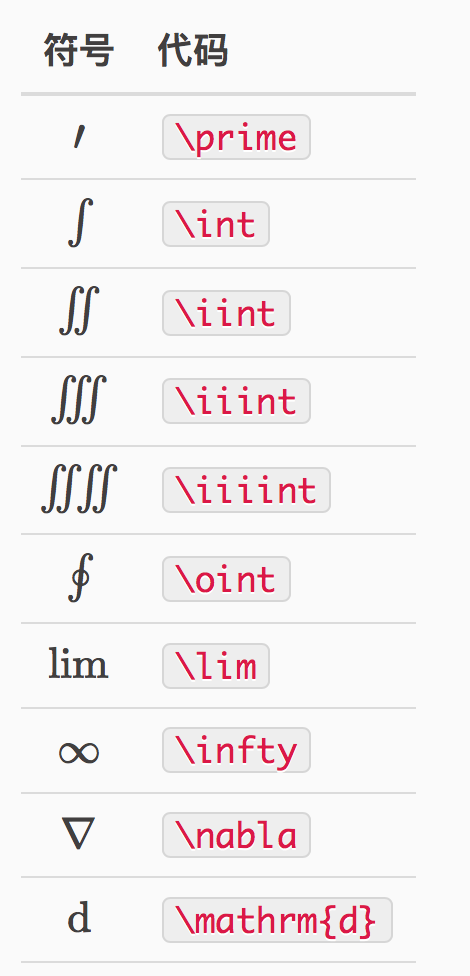 符号 代码
′ \prime
∫ \int
∬ \iint
∭ \iiint
⨌ \iiiint
∮ \oint
lim \lim
∞ \infty
∇ \nabla
d \mathrm{d}